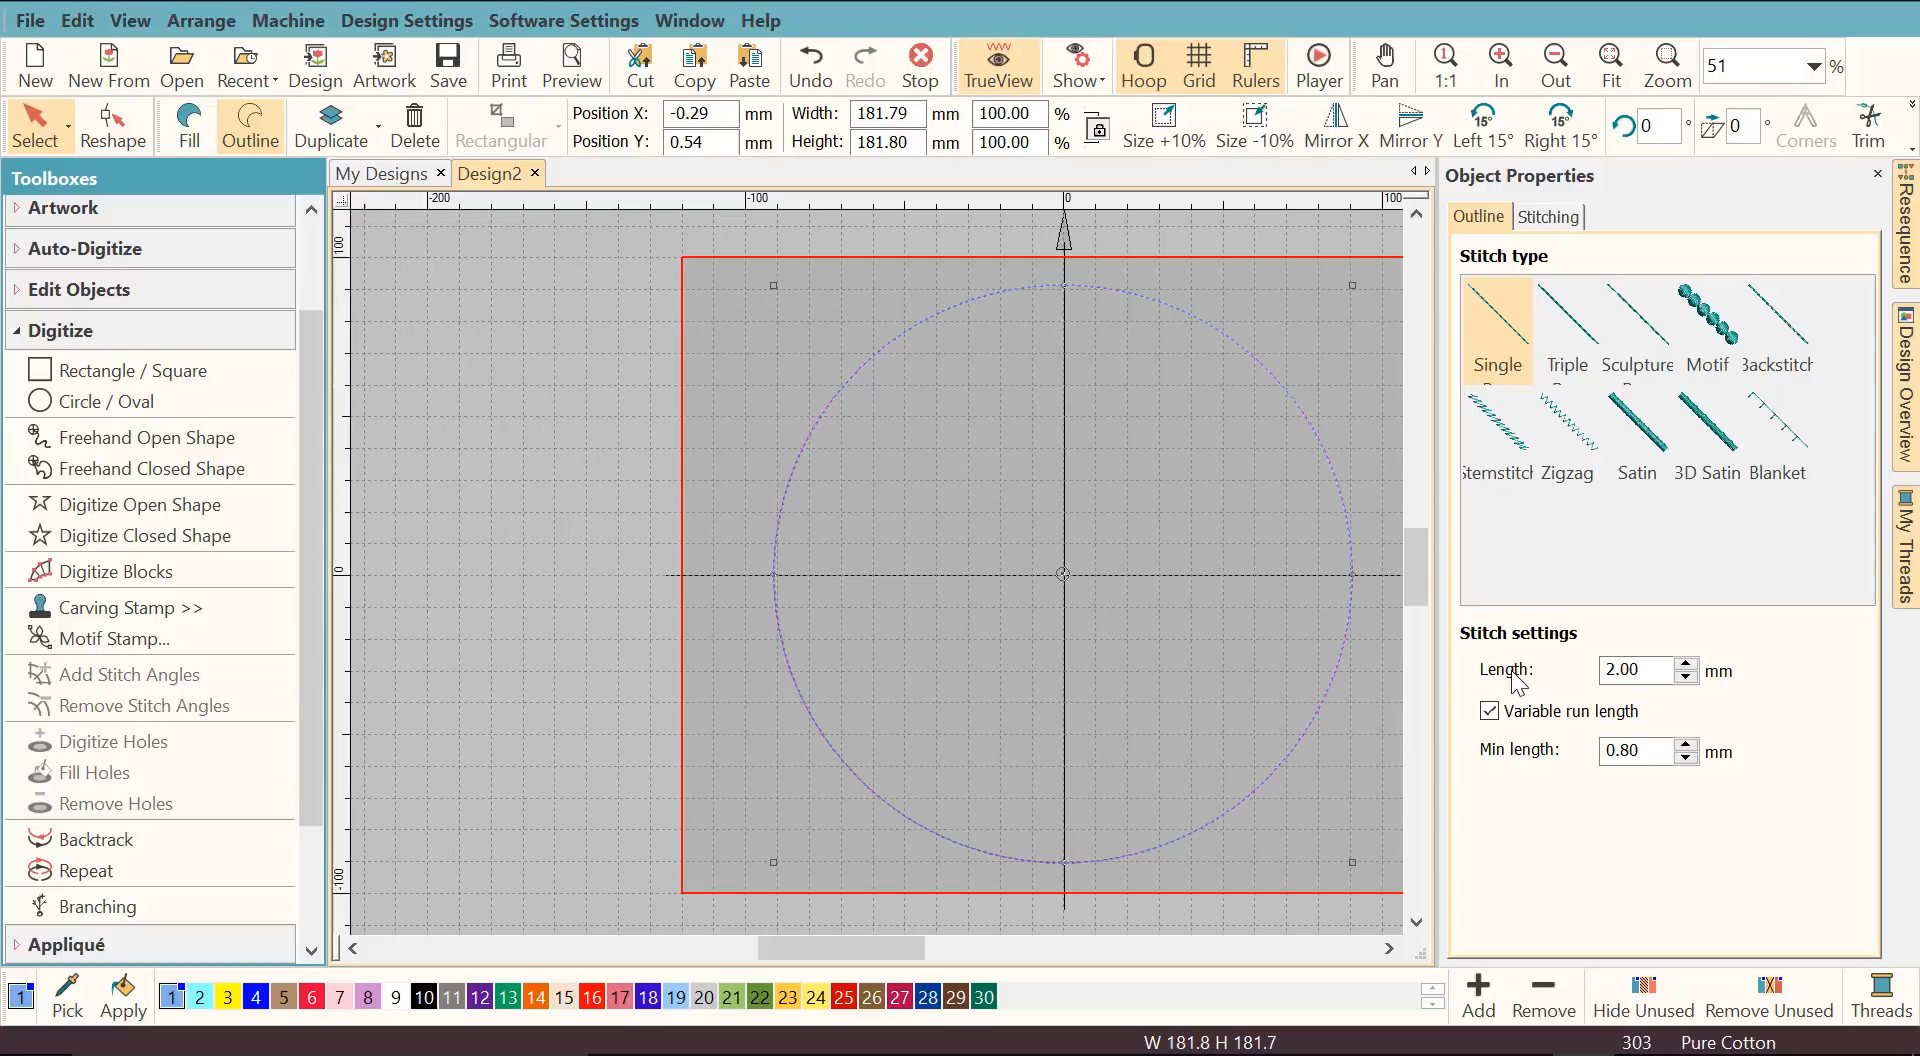 File Edit View Arrange Machine Design Settings Software Settings Window Help
New New From Open Recent Design Artwork Save Print Preview Cut Copy Paste Undo Redo Stop TrueView Show Hoop Grid Rulers Player Pan 1:1 In Out Fit Zoom 51 %
Position X: -0.29 mm Width: 181.79 mm 100.00 %
Position Y: 0.54 mm Height: 181.80 mm 100.00 %
Select Reshape Fill Outline Duplicate Delete Rectangular Size +10% Size -10% Mirror X Mirror Y Left 15° Right 15° 0 ° 0 ° Corners Trim
Toolboxes
Artwork
Auto-Digitize
Edit Objects
Digitize
Rectangle / Square
Circle / Oval
Freehand Open Shape
Freehand Closed Shape
Digitize Open Shape
Digitize Closed Shape
Digitize Blocks
Carving Stamp >>
Motif Stamp...
Add Stitch Angles
Remove Stitch Angles
Digitize Holes
Fill Holes
Remove Holes
Backtrack
Repeat
Branching
Appliqué
My Designs × Design2 ×
-200 -100 0 100
100
0
-100
Object Properties ×
Outline Stitching
Stitch type
Single Triple Sculpture Motif Backstitch
Stemstitch Zigzag Satin 3D Satin Blanket
Stitch settings
Length: 2.00 mm
Variable run length
Min length: 0.80 mm
Resequence
Design Overview
My Threads
1 Pick Apply 1 2 3 4 5 6 7 8 9 10 11 12 13 14 15 16 17 18 19 20 21 22 23 24 25 26 27 28 29 30
Add Remove Hide Unused Remove Unused Threads
W 181.8 H 181.7 303 Pure Cotton